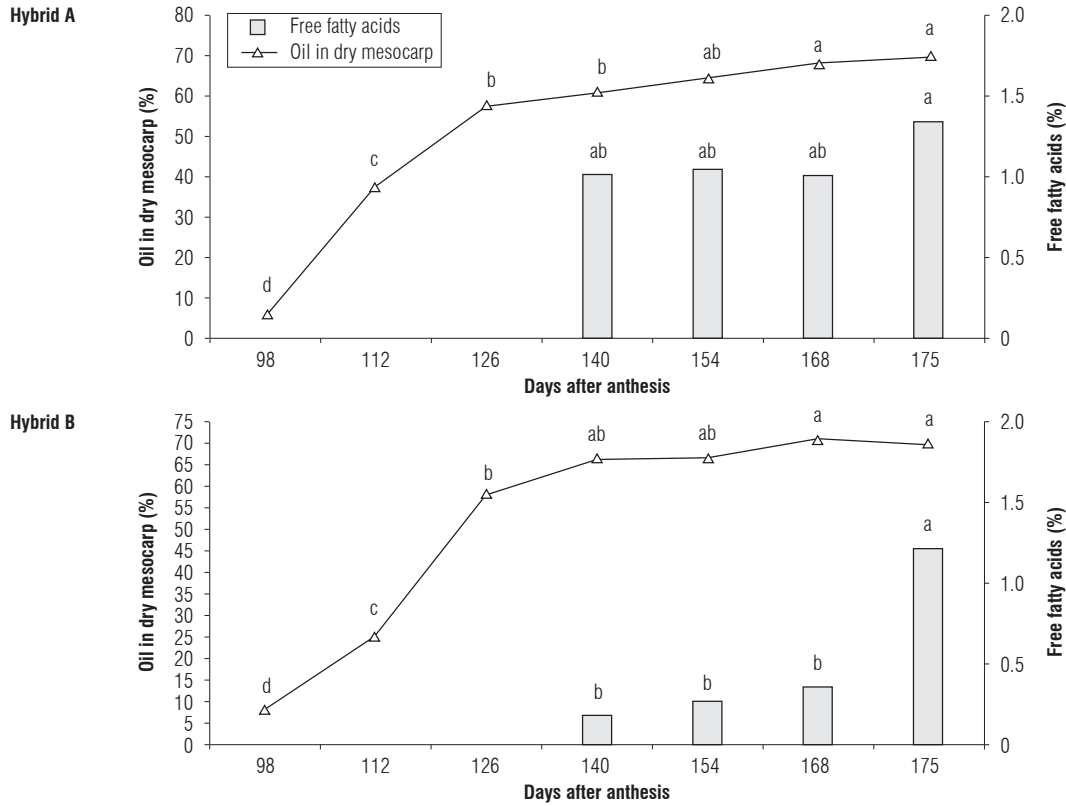 Hybrid A
Free fatty acids
Oil in dry mesocarp
Oil in dry mesocarp (%)
80
70
60
50
40
30
20
10
0
d
c
b
b
ab
a
a
ab
ab
ab
a
2.0
1.5
1.0
0.5
0
Free fatty acids (%)
98 112 126 140 154 168 175
Days after anthesis
Hybrid B
Oil in dry mesocarp (%)
75
70
65
60
55
50
45
40
35
30
25
20
15
10
5
0
d
c
b
ab
ab
a
a
b
b
b
a
2.0
1.5
1.0
0.5
0
Free fatty acids (%)
98 112 126 140 154 168 175
Days after anthesis